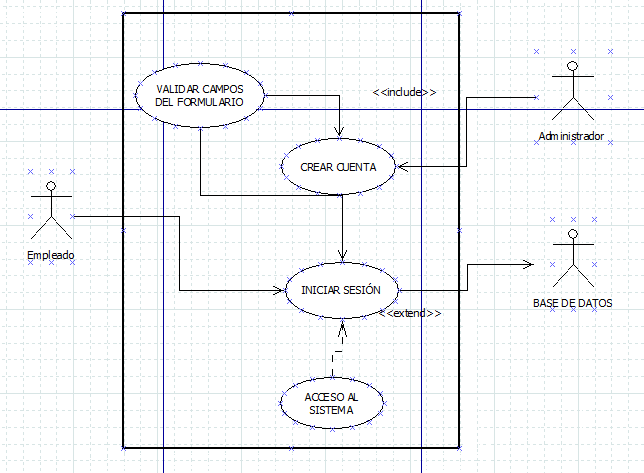 VALIDAR CAMPOS
DEL FORMULARIO
<<include>>
Administrador
CREAR CUENTA
Empleado
INICIAR SESIÓN
BASE DE DATOS
<<extend>>
ACCESO AL
SISTEMA